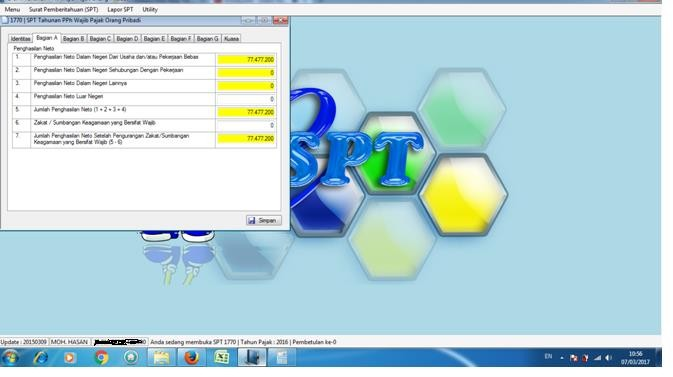 Menu Surat Pemberitahuan (SPT) Lapor SPT Utility
1770 | SPT Tahunan PPh Wajib Pajak Orang Pribadi
Identitas Bagian A Bagian B Bagian C Bagian D Bagian E Bagian F Bagian G Kuasa
Penghasilan Neto
1. Penghasilan Neto Dalam Negeri Dari Usaha dan/atau Pekerjaan Bebas 77.477.200
2. Penghasilan Neto Dalam Negeri Sehubungan Dengan Pekerjaan 0
3. Penghasilan Neto Dalam Negeri Lainnya 0
4. Penghasilan Neto Luar Negeri 0
5. Jumlah Penghasilan Neto (1 + 2 + 3 + 4) 77.477.200
6. Zakat / Sumbangan Keagamaan yang Bersifat Wajib 0
7. Jumlah Penghasilan Neto Setelah Pengurangan Zakat/Sumbangan 77.477.200
Keagamaan yang Bersifat Wajib (5 - 6)
Simpan
SPT
Update : 20150309 MOH. HASAN 0 Anda sedang membuka SPT 1770 | Tahun Pajak : 2016 | Pembetulan ke-0
EN 10:56
07/03/2017